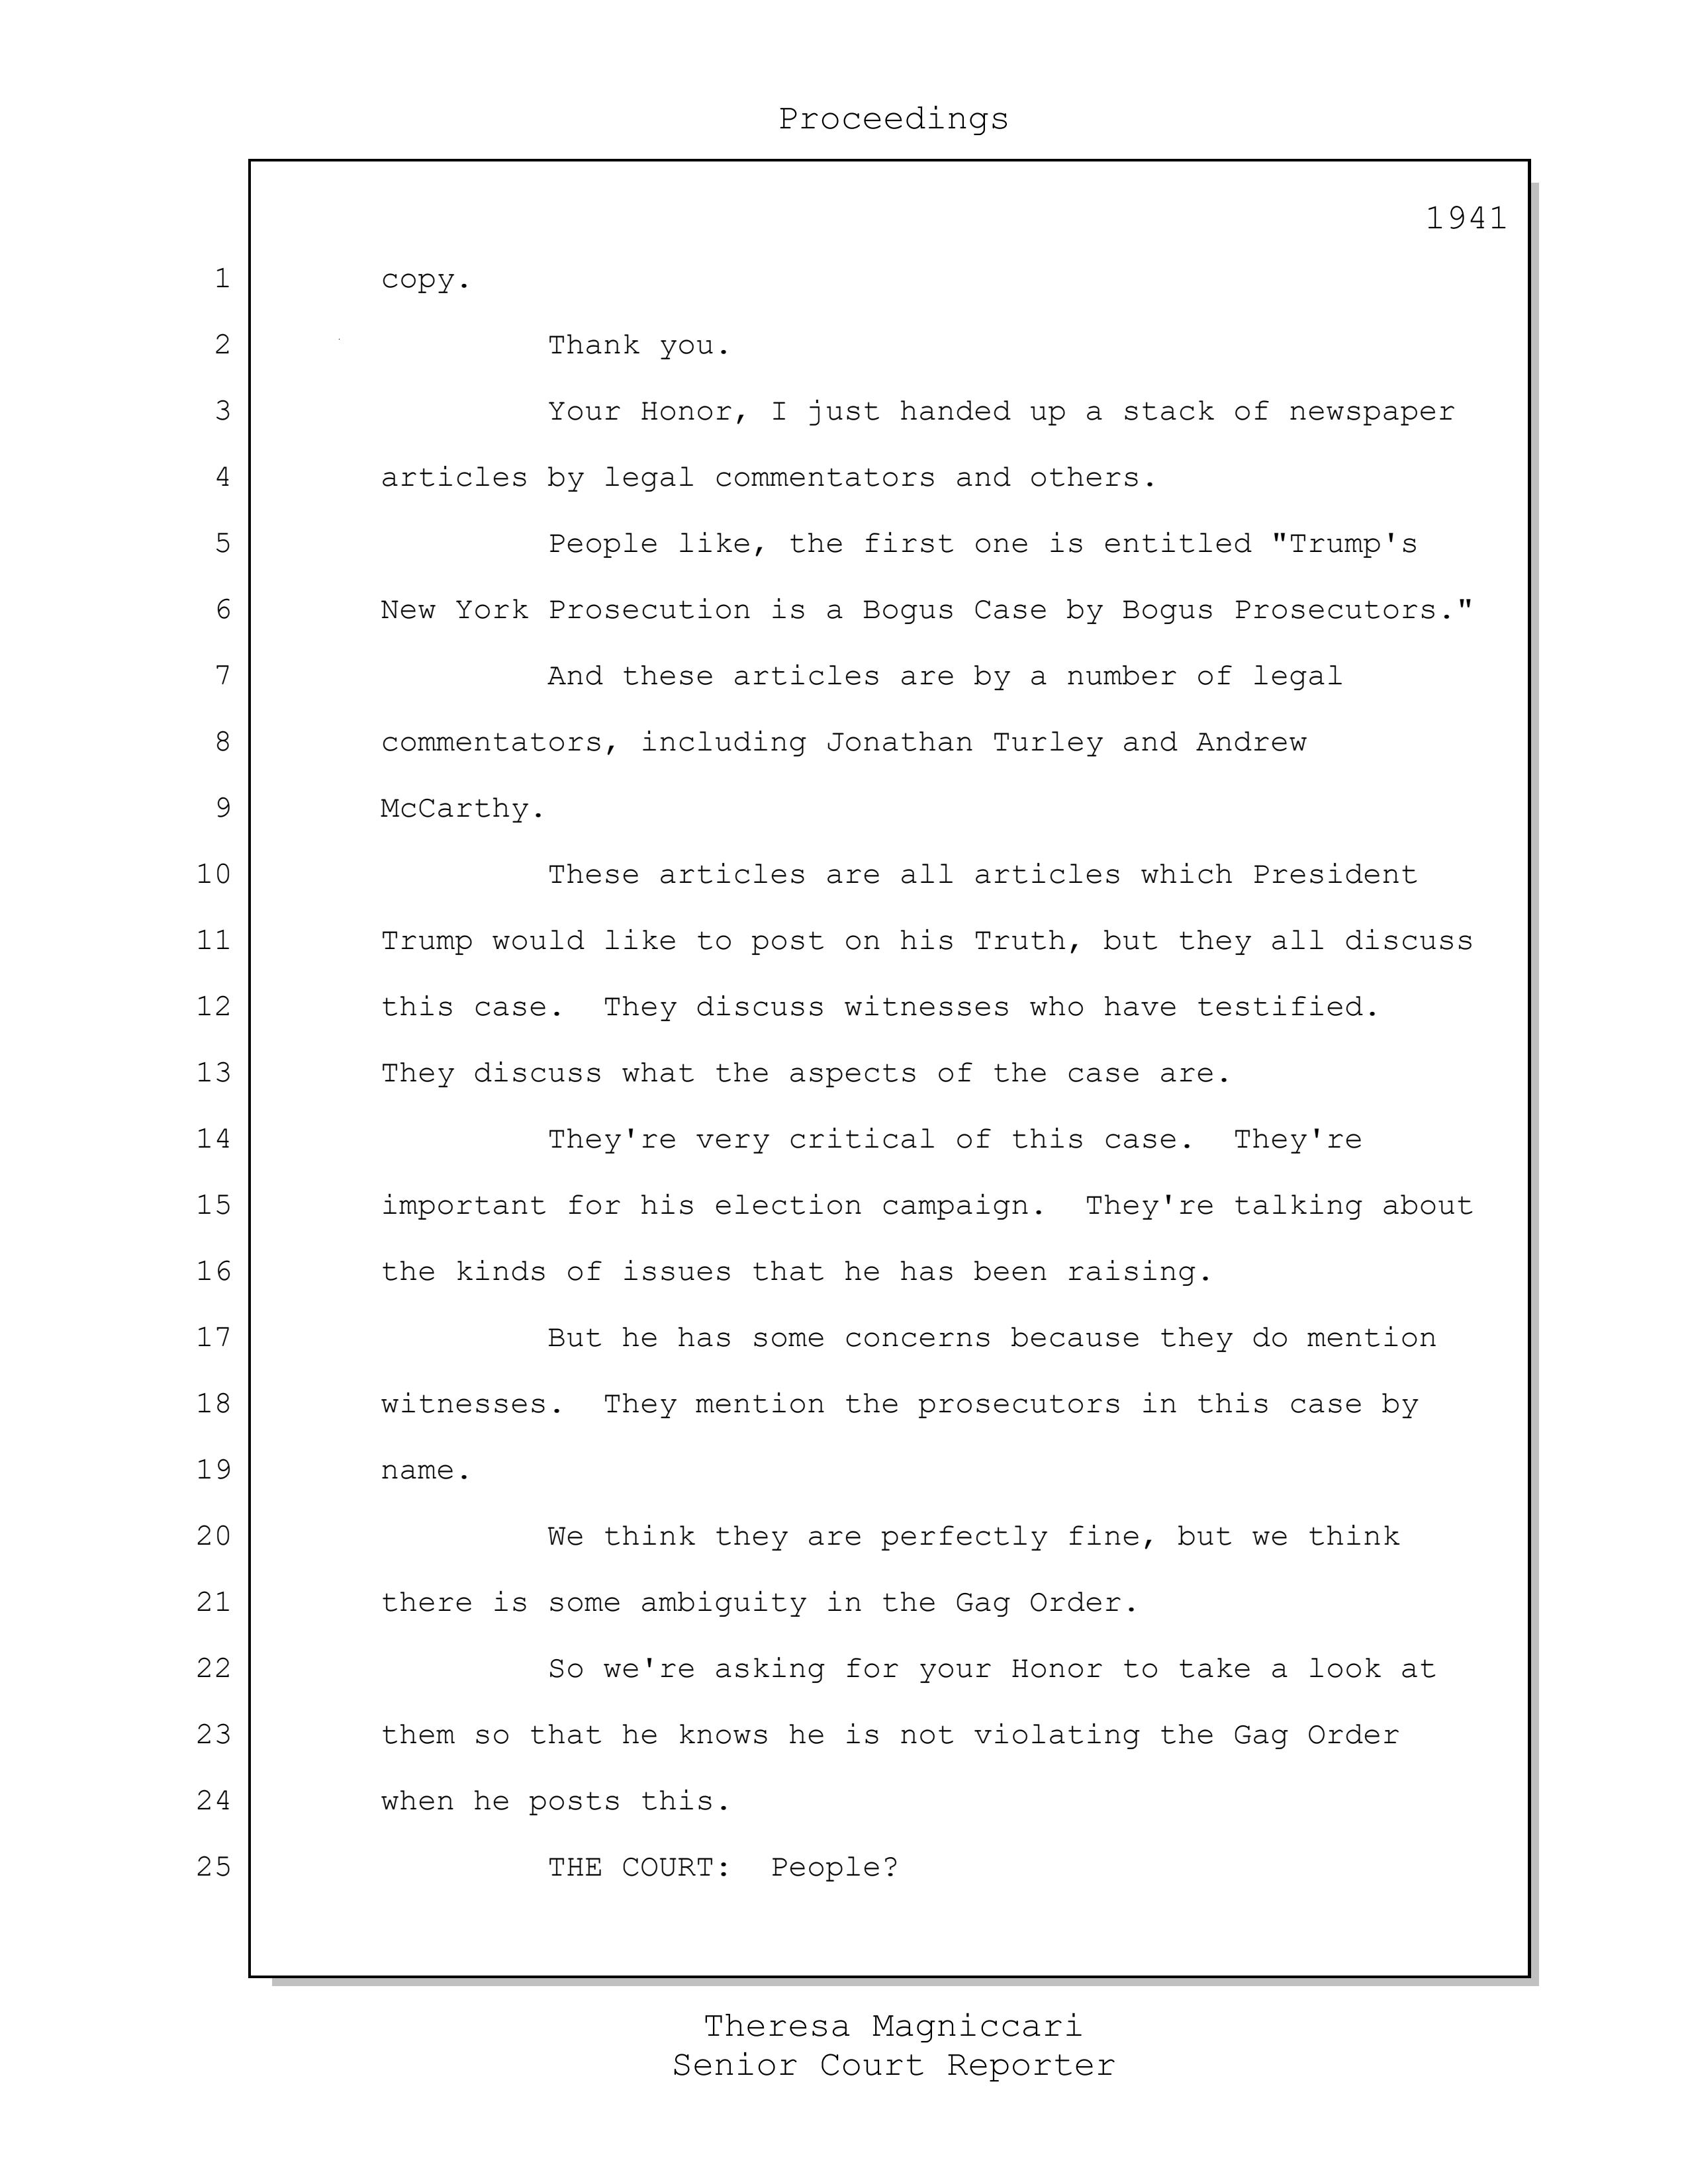 Proceedings
1941
1 copy.
2 Thank you.
3 Your Honor, I just handed up a stack of newspaper
4 articles by legal commentators and others.
5 People like, the first one is entitled "Trump's
6 New York Prosecution is a Bogus Case by Bogus Prosecutors."
7 And these articles are by a number of legal
8 commentators, including Jonathan Turley and Andrew
9 McCarthy.
10 These articles are all articles which President
11 Trump would like to post on his Truth, but they all discuss
12 this case.  They discuss witnesses who have testified.
13 They discuss what the aspects of the case are.
14 They're very critical of this case.  They're
15 important for his election campaign.  They're talking about
16 the kinds of issues that he has been raising.
17 But he has some concerns because they do mention
18 witnesses.  They mention the prosecutors in this case by
19 name.
20 We think they are perfectly fine, but we think
21 there is some ambiguity in the Gag Order.
22 So we're asking for your Honor to take a look at
23 them so that he knows he is not violating the Gag Order
24 when he posts this.
25 THE COURT:  People?
Theresa Magniccari
Senior Court Reporter